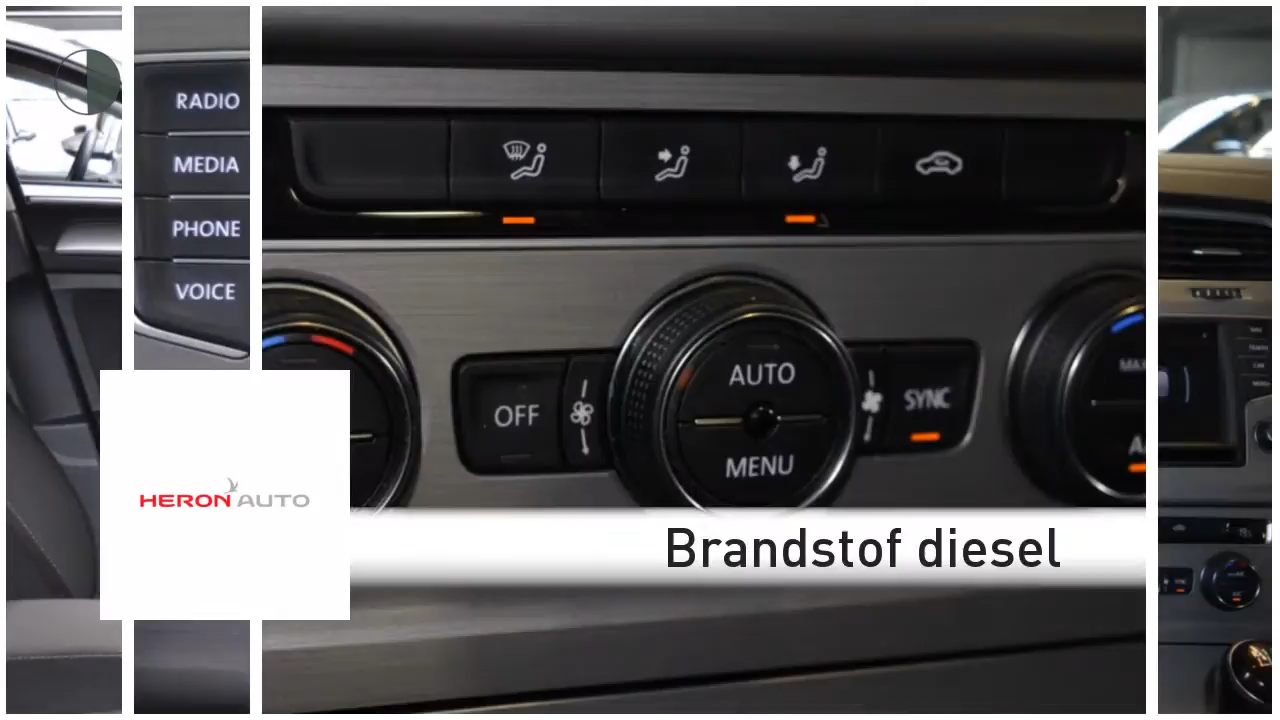 RADIO
MEDIA
PHONE
VOICE
OFF
AUTO
MENU
SYNC
HERON AUTO
Brandstof diesel